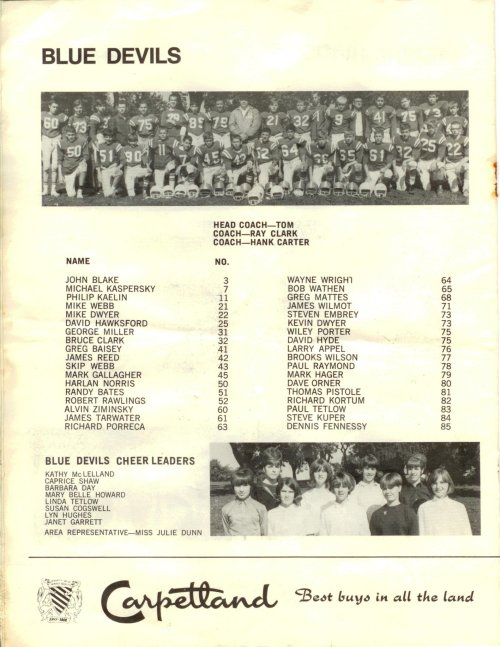 BLUE DEVILS
HEAD COACH—TOM
COACH—RAY CLARK
COACH—HANK CARTER
NAME NO.
JOHN BLAKE 3
MICHAEL KASPERSKY 7
PHILIP KAELIN 11
MIKE WEBB 21
MIKE DWYER 22
DAVID HAWKSFORD 25
GEORGE MILLER 31
BRUCE CLARK 32
GREG BAISEY 41
JAMES REED 42
SKIP WEBB 43
MARK GALLAGHER 45
HARLAN NORRIS 50
RANDY BATES 51
ROBERT RAWLINGS 52
ALVIN ZIMINSKY 60
JAMES TARWATER 61
RICHARD PORRECA 63
WAYNE WRIGHT 64
BOB WATHEN 65
GREG MATTES 68
JAMES WILMOT 71
STEVEN EMBREY 73
KEVIN DWYER 73
WILEY PORTER 75
DAVID HYDE 75
LARRY APPEL 76
BROOKS WILSON 77
PAUL RAYMOND 78
MARK HAGER 79
DAVE ORNER 80
THOMAS PISTOLE 81
RICHARD KORTUM 82
PAUL TETLOW 83
STEVE KUPER 84
DENNIS FENNESSY 85
BLUE DEVILS CHEER LEADERS
KATHY McLELLAND
CAPRICE SHAW
BARBARA DAY
MARY BELLE HOWARD
LINDA TETLOW
SUSAN COGSWELL
LYN HUGHES
JANET GARRETT
AREA REPRESENTATIVE—MISS JULIE DUNN
Carpetland Best buys in all the land